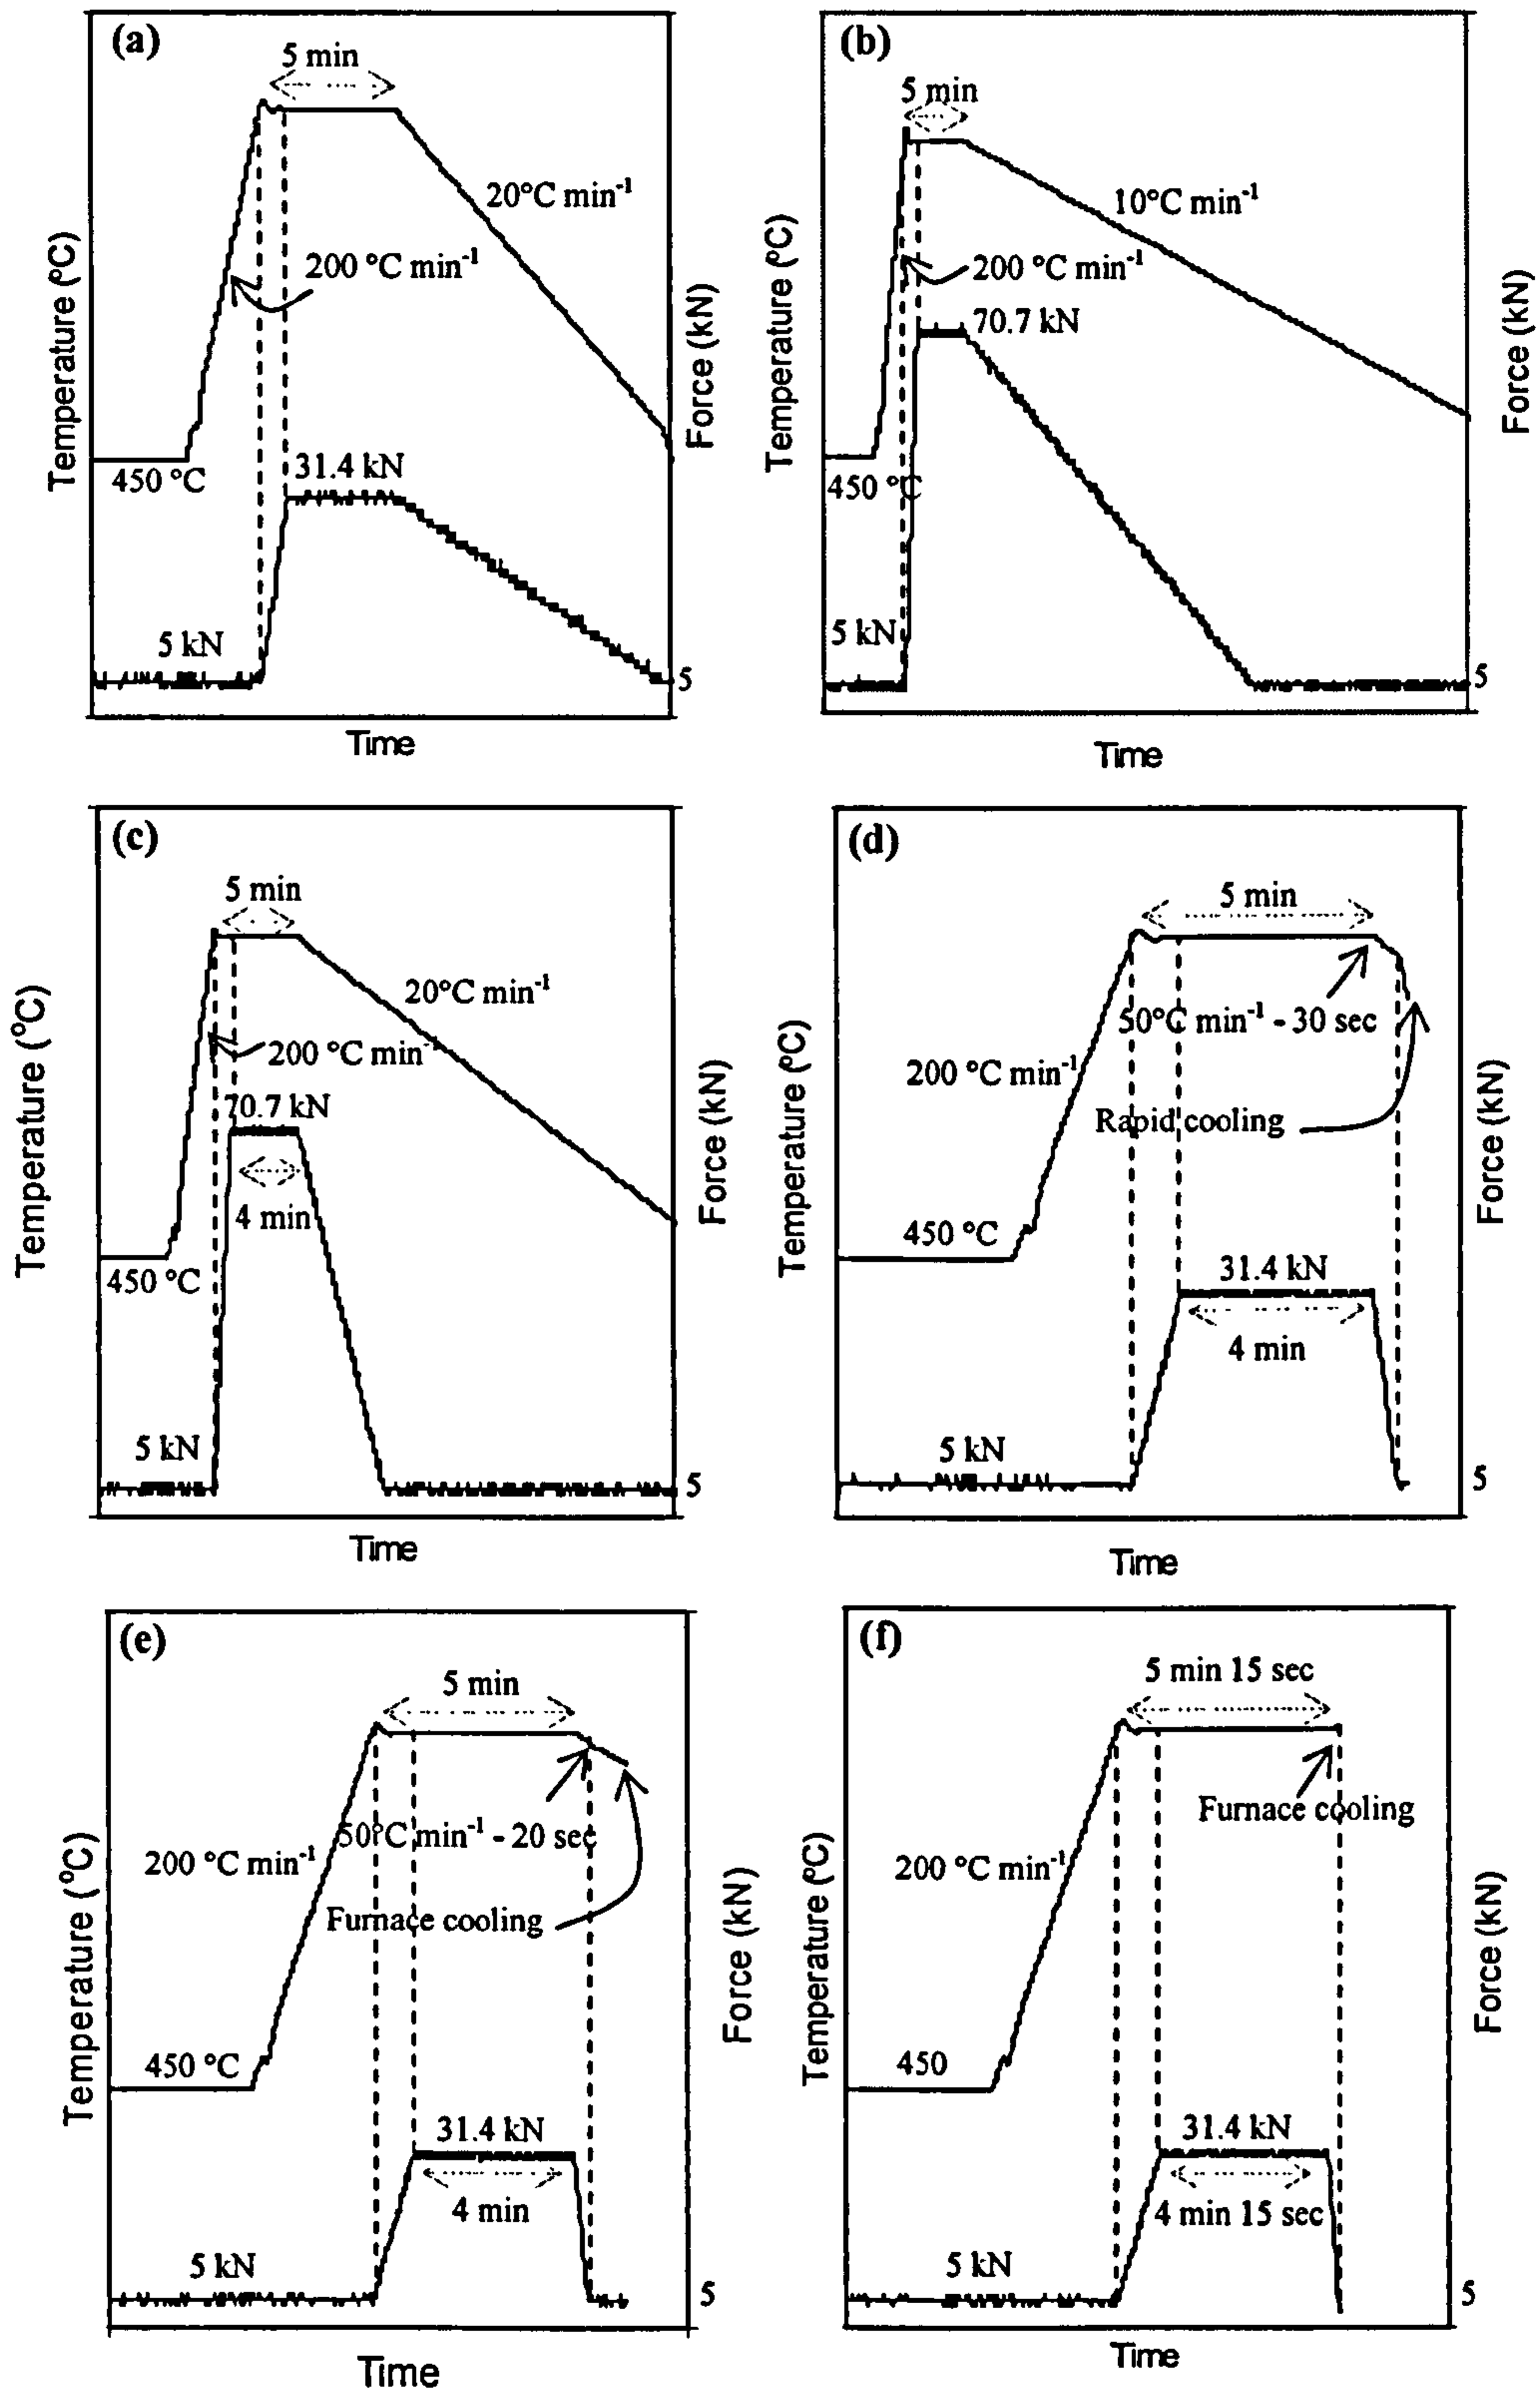 (a)
5 min
20°C min-1
200 °C min-1
450 °C
31.4 kN
5 kN
5
Temperature (ºC)
Force (kN)
Time
(b)
5 min
10°C min-1
200 °C min-1
70.7 kN
450 °C
5 kN
5
Temperature (ºC)
Force (kN)
Time
(c)
5 min
20°C min-1
200 °C min-
70.7 kN
4 min
450 °C
5 kN
5
Temperature (°C)
Force (kN)
Time
(d)
5 min
50°C min-1 - 30 sec
200 °C min-1
Rapid cooling
450 °C
31.4 kN
4 min
5 kN
5
Temperature (ºC)
Force (kN)
Time
(e)
5 min
50°C min-1 - 20 sec
200 °C min-1
Furnace cooling
450 °C
31.4 kN
4 min
5 kN
5
Temperature (°C)
Force (kN)
Time
(f)
5 min 15 sec
Furnace cooling
200 °C min-1
450
31.4 kN
4 min 15 sec
5 kN
5
Temperature (ºC)
Force (kN)
Time